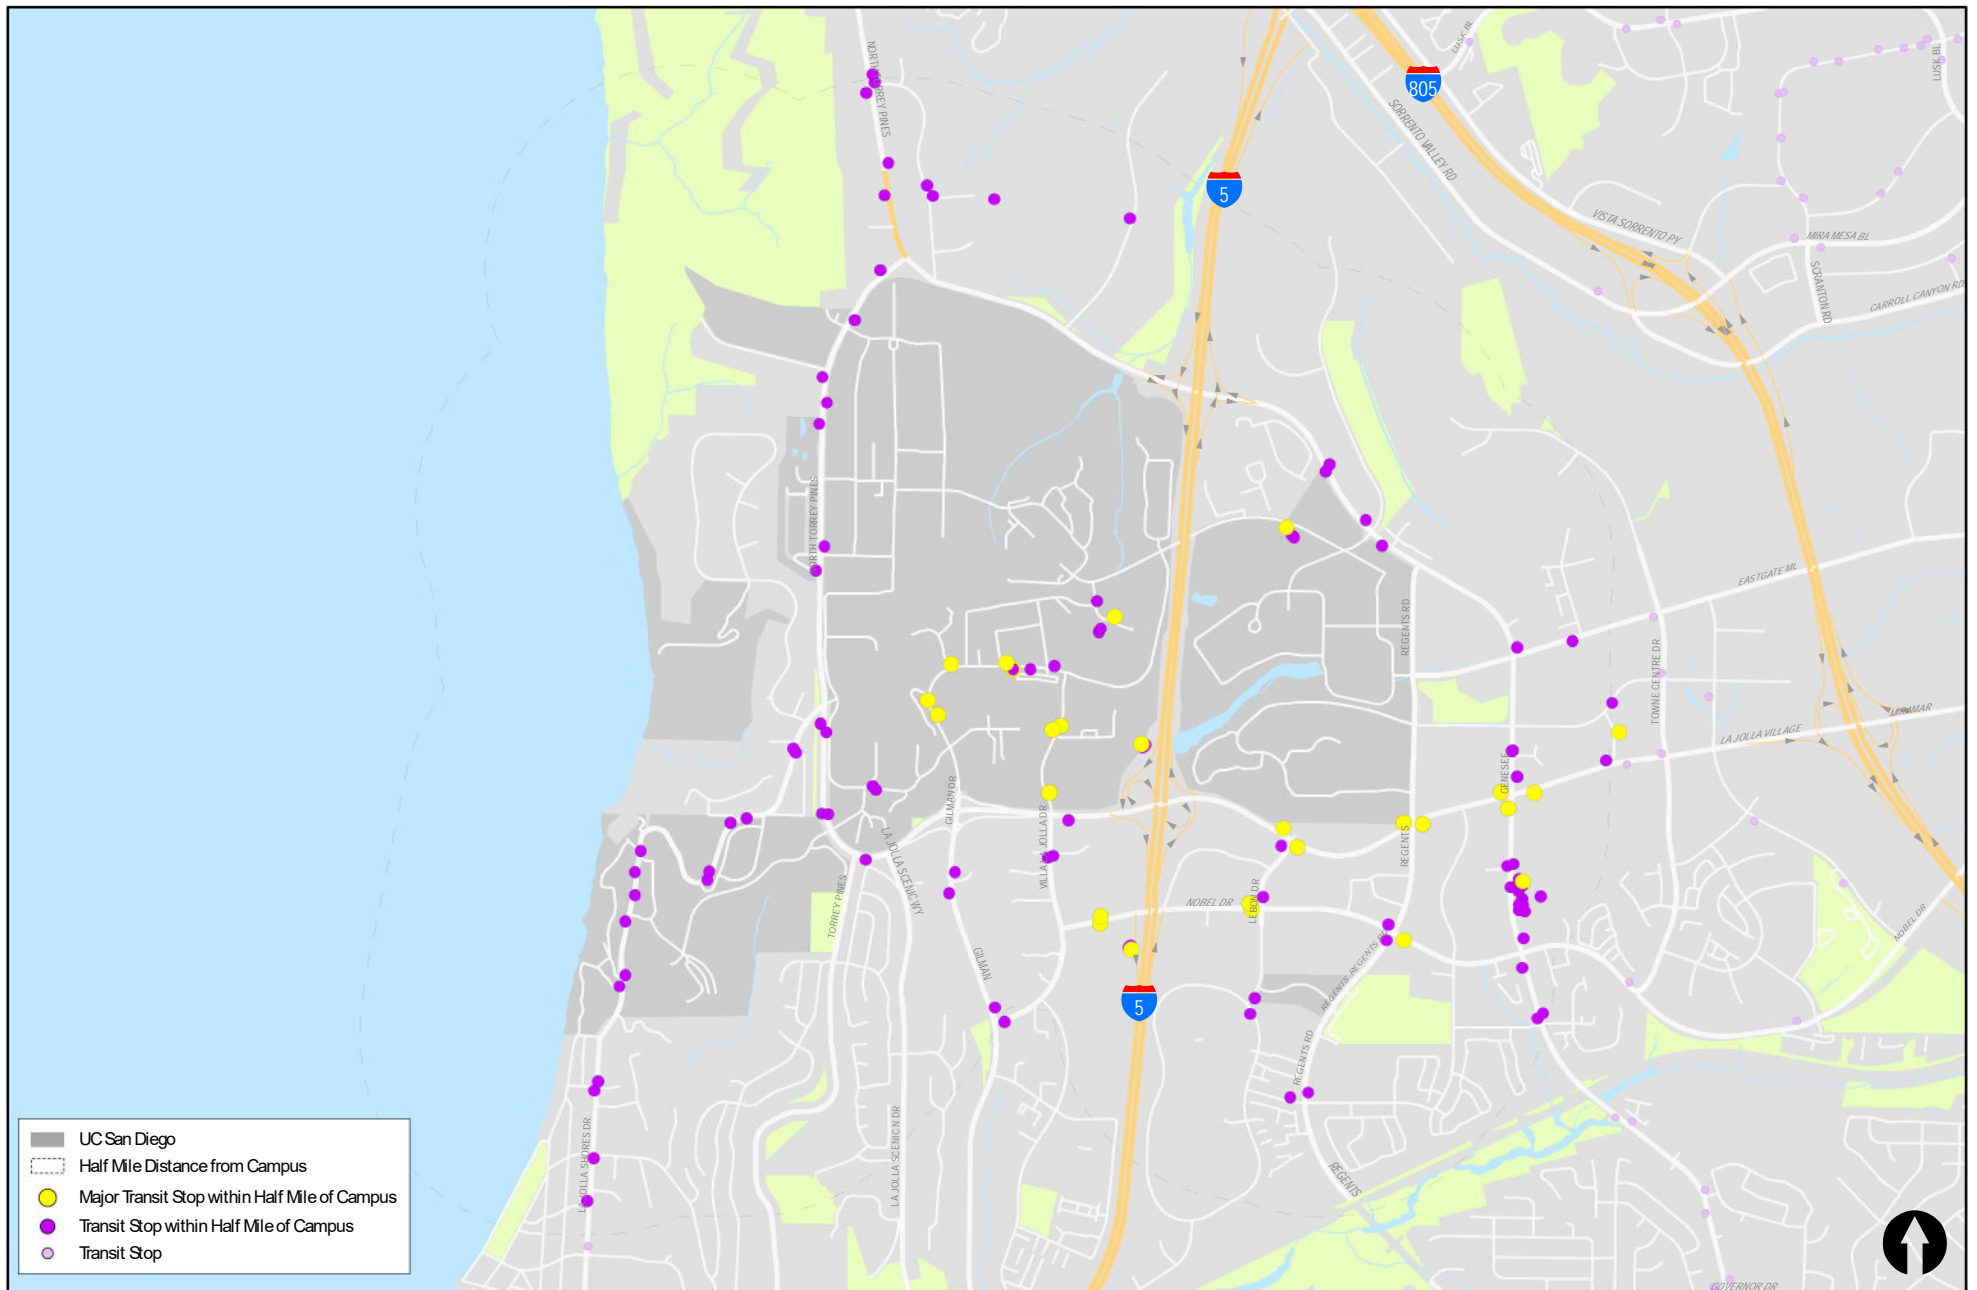 LUSK BL
LUSK BL
NORTH TORREY PINES
805
SORRENTO VALLEY RD
5
VISTA SORRENTO PY
MIRA MESA BL
SCRANTON RD
CARROLL CANYON RD
NORTH TORREY PINES
EASTGATE ML
REGENTS RD
TOWNE CENTRE DR
MIRAMAR
LA JOLLA VILLAGE
GENESEE
GILMAN DR
VILLA LA JOLLA DR
REGENTS
LA JOLLA SCENIC WY
TORREY PINES
NOBEL DR
LEBON DR
NOBEL DR
GILMAN
REGENTS REGENTS RD
5
REGENTS RD
LA JOLLA SHORES DR
LA JOLLA SCENIC N DR
REGENTS
GOVERNOR DR
UC San Diego
Half Mile Distance from Campus
Major Transit Stop within Half Mile of Campus
Transit Stop within Half Mile of Campus
Transit Stop